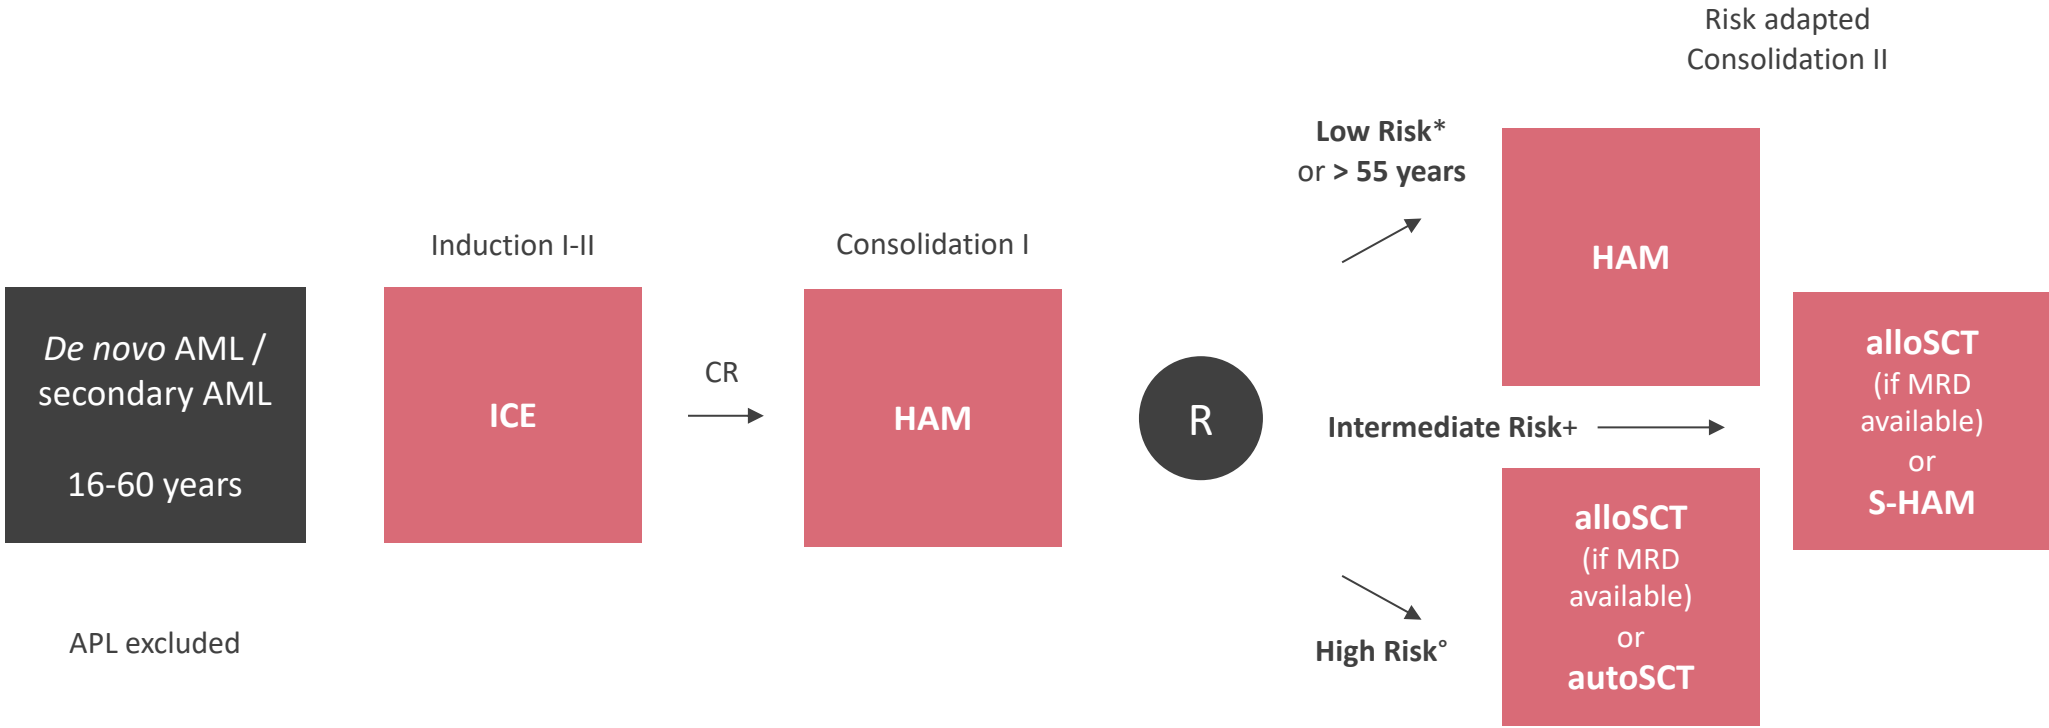 De novo AML /
secondary AML
16-60 years
APL excluded
Induction I-II
ICE
CR
Consolidation I
HAM
R
Low Risk*
or > 55 years
Intermediate Risk+
High Risk°
Risk adapted
Consolidation II
HAM
alloSCT
(if MRD
available)
or
S-HAM
alloSCT
(if MRD
available)
or
autoSCT